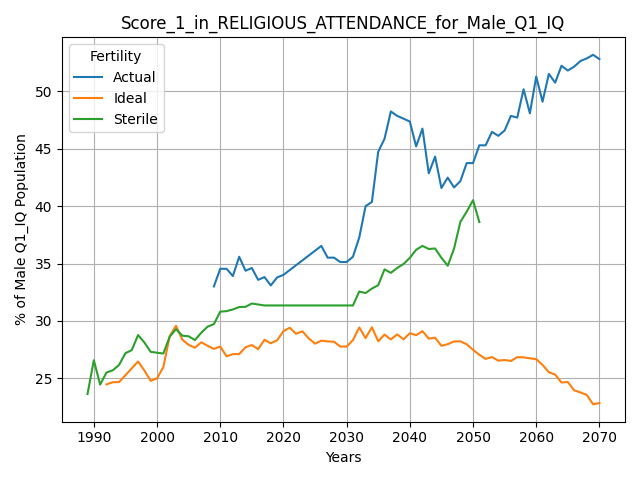 Score_1_in_RELIGIOUS_ATTENDANCE_for_Male_Q1_IQ
Fertility
Actual
Ideal
Sterile
% of Male Q1_IQ Population
50
45
40
35
30
25
1990 2000 2010 2020 2030 2040 2050 2060 2070
Years